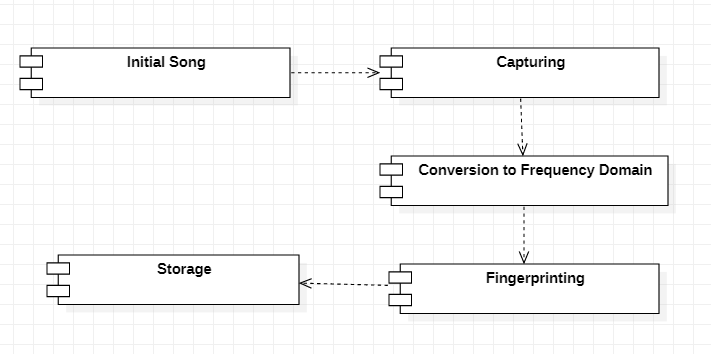 Initial Song
Capturing
Conversion to Frequency Domain
Storage
Fingerprinting